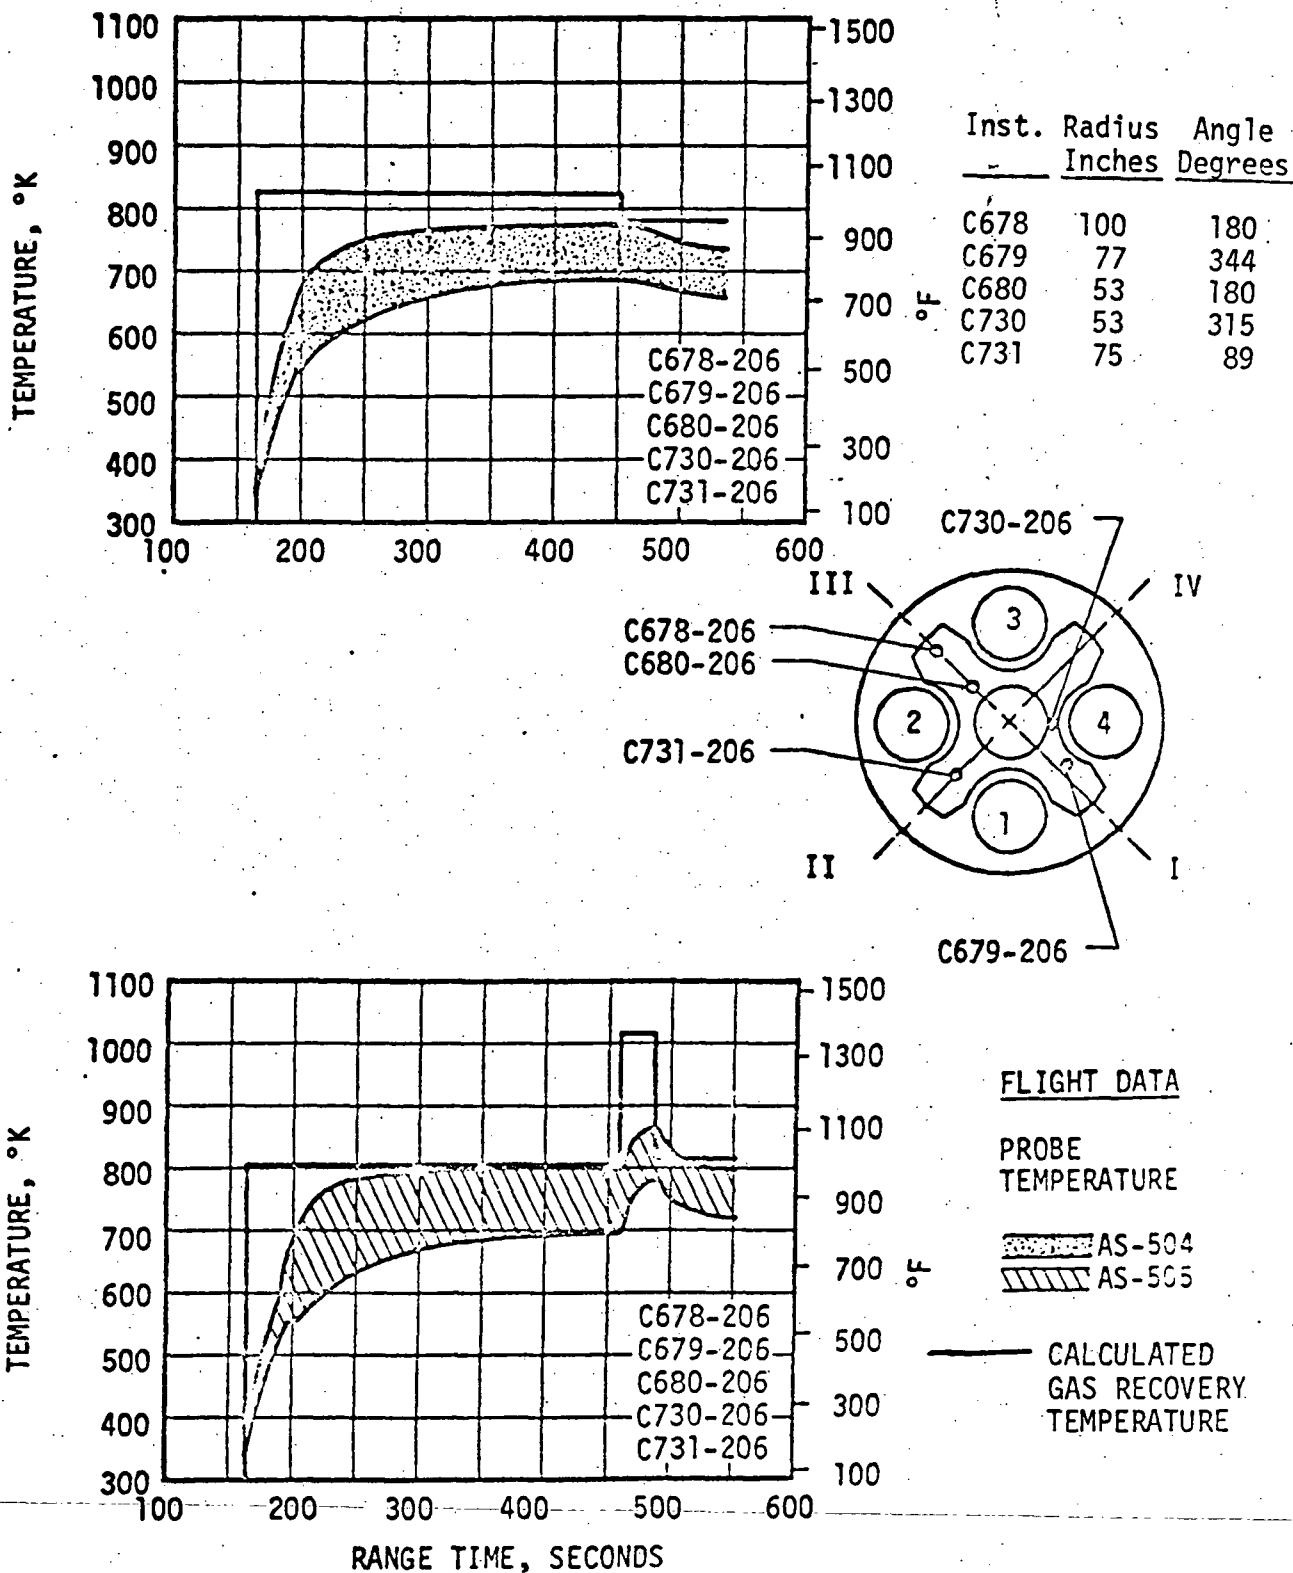 1100
1000
900
800
700
600
500
400
300
TEMPERATURE, °K
1500
1300
1100
900
700
500
300
100
°F
C678-206
C679-206
C680-206
C730-206
C731-206
100 200 300 400 500 600
Inst. Radius Angle
Inches Degrees
C678 100 180
C679 77 344
C680 53 180
C730 53 315
C731 75 89
C730-206
III
IV
C678-206
C680-206
C731-206
3
2
4
1
II
I
C679-206
1100
1000
900
800
700
600
500
400
300
TEMPERATURE, °K
1500
1300
1100
900
700
500
300
100
°F
C678-206
C679-206
C680-206
C730-206
C731-206
100 200 300 400 500 600
RANGE TIME, SECONDS
FLIGHT DATA
PROBE
TEMPERATURE
AS-504
AS-505
CALCULATED
GAS RECOVERY
TEMPERATURE